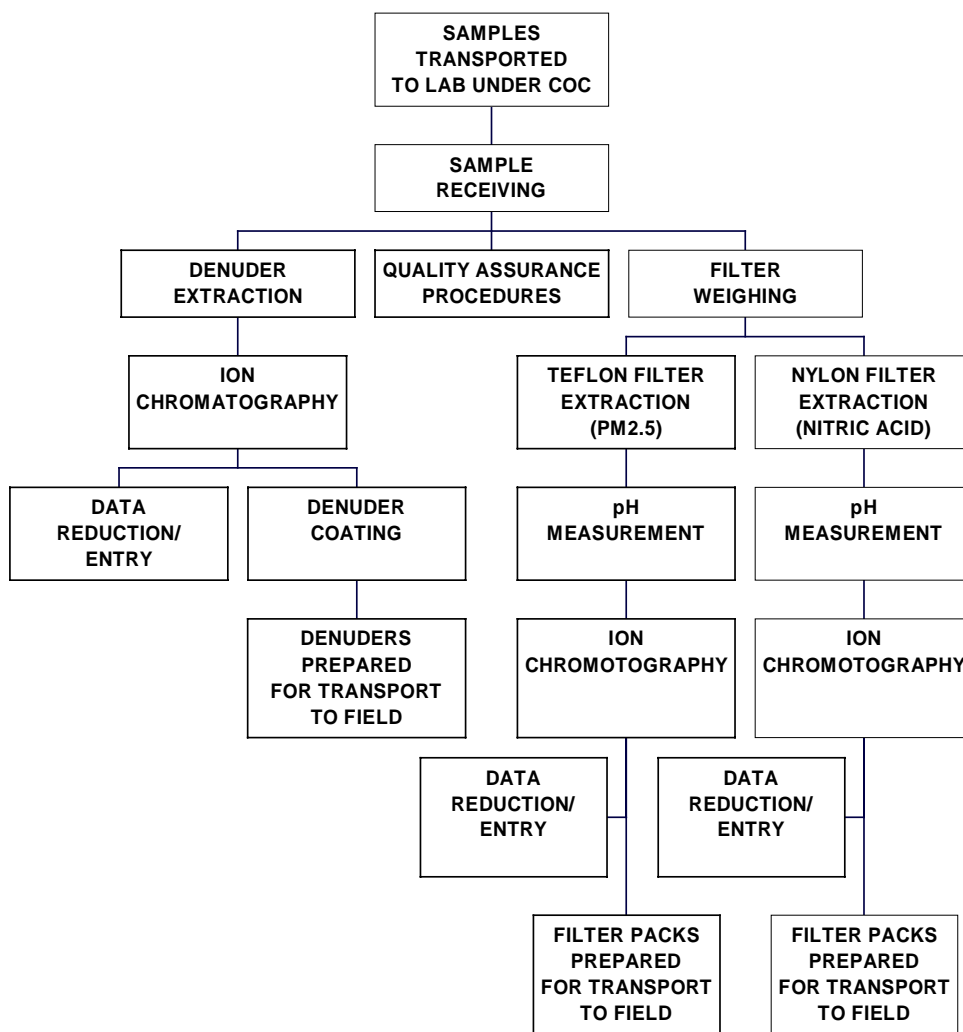 SAMPLES
TRANSPORTED
TO LAB UNDER COC
SAMPLE
RECEIVING
DENUDER
EXTRACTION
QUALITY ASSURANCE
PROCEDURES
FILTER
WEIGHING
ION
CHROMATOGRAPHY
TEFLON FILTER
EXTRACTION
(PM2.5)
NYLON FILTER
EXTRACTION
(NITRIC ACID)
DATA
REDUCTION/
ENTRY
DENUDER
COATING
pH
MEASUREMENT
pH
MEASUREMENT
DENUDERS
PREPARED
FOR TRANSPORT
TO FIELD
ION
CHROMOTOGRAPHY
ION
CHROMOTOGRAPHY
DATA
REDUCTION/
ENTRY
DATA
REDUCTION/
ENTRY
FILTER PACKS
PREPARED
FOR TRANSPORT
TO FIELD
FILTER PACKS
PREPARED
FOR TRANSPORT
TO FIELD